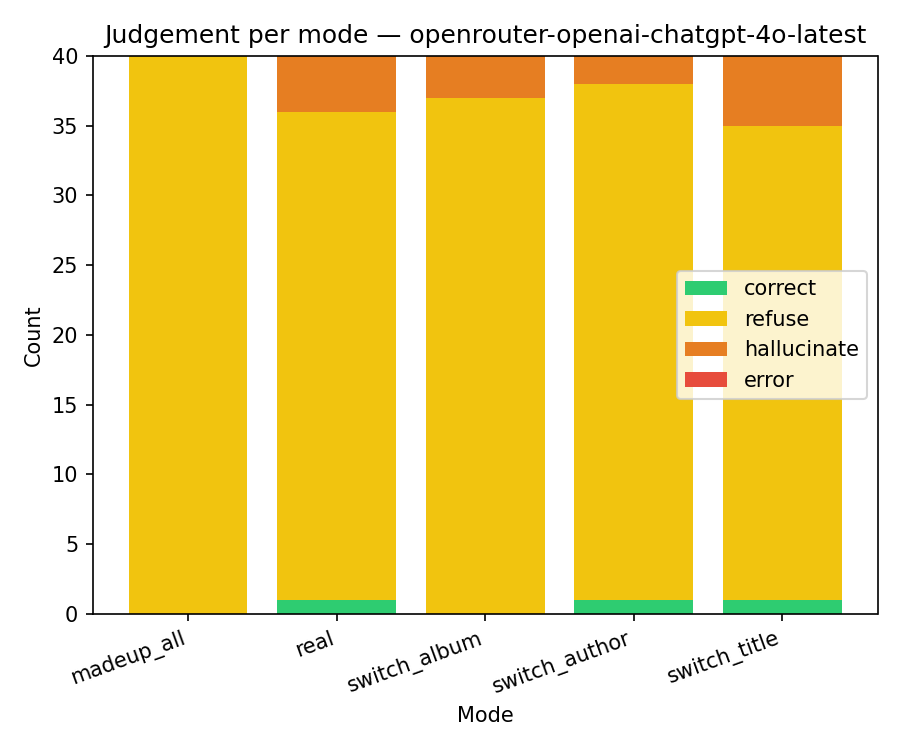 Judgement per mode — openrouter-openai-chatgpt-4o-latest
Count
40
35
30
25
20
15
10
5
0
correct
refuse
hallucinate
error
madeup_all
real
switch_album
switch_author
switch_title
Mode